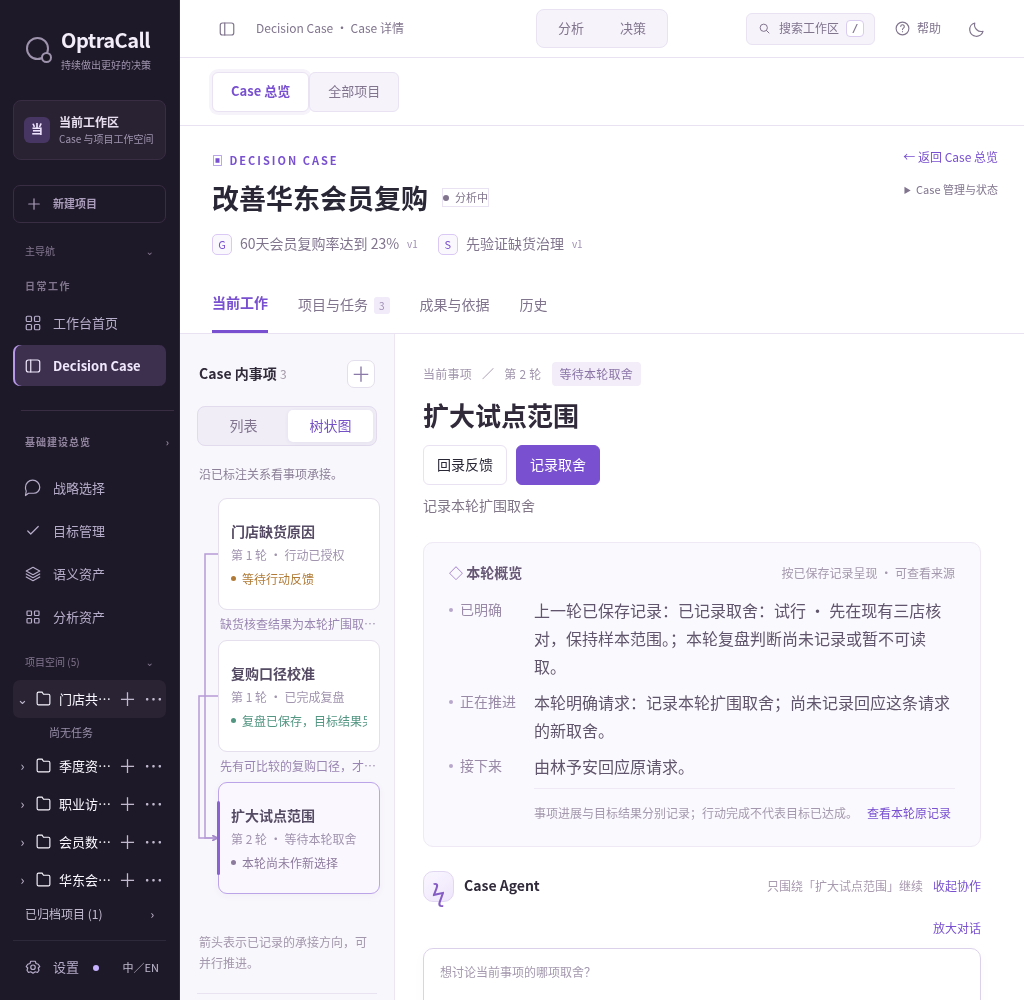 OptraCall
持续做出更好的决策
当
当前工作区
Case 与项目工作空间
新建项目
主导航
日常工作
工作台首页
Decision Case
基础建设总览
战略选择
目标管理
语义资产
分析资产
项目空间 (5)
门店共···
尚无任务
季度资···
职业访···
会员数···
华东会···
已归档项目 (1)
设置
中／EN
Decision Case • Case 详情
分析
决策
搜索工作区
/
帮助
Case 总览
全部项目
DECISION CASE
← 返回 Case 总览
改善华东会员复购
分析中
▶ Case 管理与状态
G 60天会员复购率达到 23% v1
S 先验证缺货治理 v1
当前工作
项目与任务 3
成果与依据
历史
Case 内事项 3
列表
树状图
沿已标注关系看事项承接。
门店缺货原因
第 1 轮 • 行动已授权
等待行动反馈
缺货核查结果为本轮扩围取···
复购口径校准
第 1 轮 • 已完成复盘
复盘已保存，目标结果
先有可比较的复购口径，才···
扩大试点范围
第 2 轮 • 等待本轮取舍
本轮尚未作新选择
箭头表示已记录的承接方向，可
并行推进。
当前事项 ／ 第 2 轮 等待本轮取舍
扩大试点范围
回录反馈
记录取舍
记录本轮扩围取舍
◇ 本轮概览
按已保存记录呈现 • 可查看来源
已明确
上一轮已保存记录：已记录取舍：试行 • 先在现有三店核
对，保持样本范围。；本轮复盘判断尚未记录或暂不可读
取。
正在推进
本轮明确请求：记录本轮扩围取舍；尚未记录回应这条请求
的新取舍。
接下来
由林予安回应原请求。
事项进展与目标结果分别记录；行动完成不代表目标已达成。 查看本轮原记录
Case Agent
只围绕「扩大试点范围」继续 收起协作
放大对话
想讨论当前事项的哪项取舍？